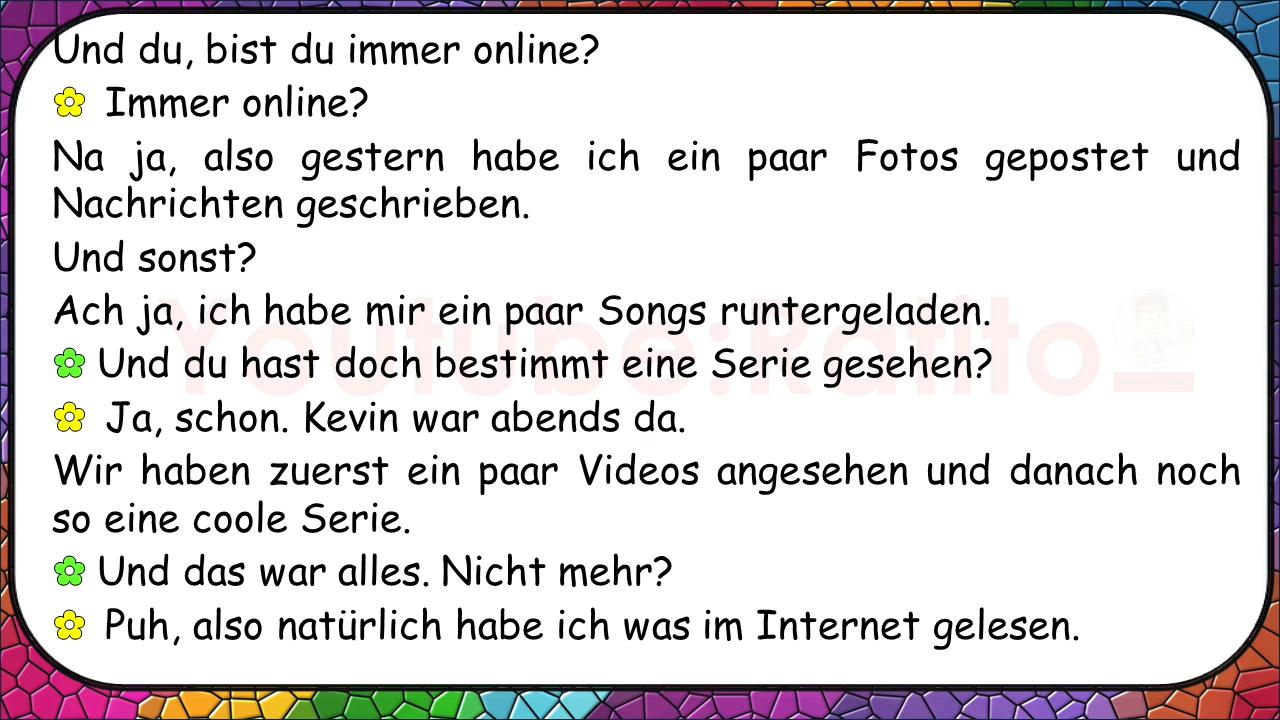 Und du, bist du immer online?
Immer online?
Na ja, also gestern habe ich ein paar Fotos gepostet und
Nachrichten geschrieben.
Und sonst?
Ach ja, ich habe mir ein paar Songs runtergeladen.
Und du hast doch bestimmt eine Serie gesehen?
Ja, schon. Kevin war abends da.
Wir haben zuerst ein paar Videos angesehen und danach noch
so eine coole Serie.
Und das war alles. Nicht mehr?
Puh, also natürlich habe ich was im Internet gelesen.
Youtube:Rafito_